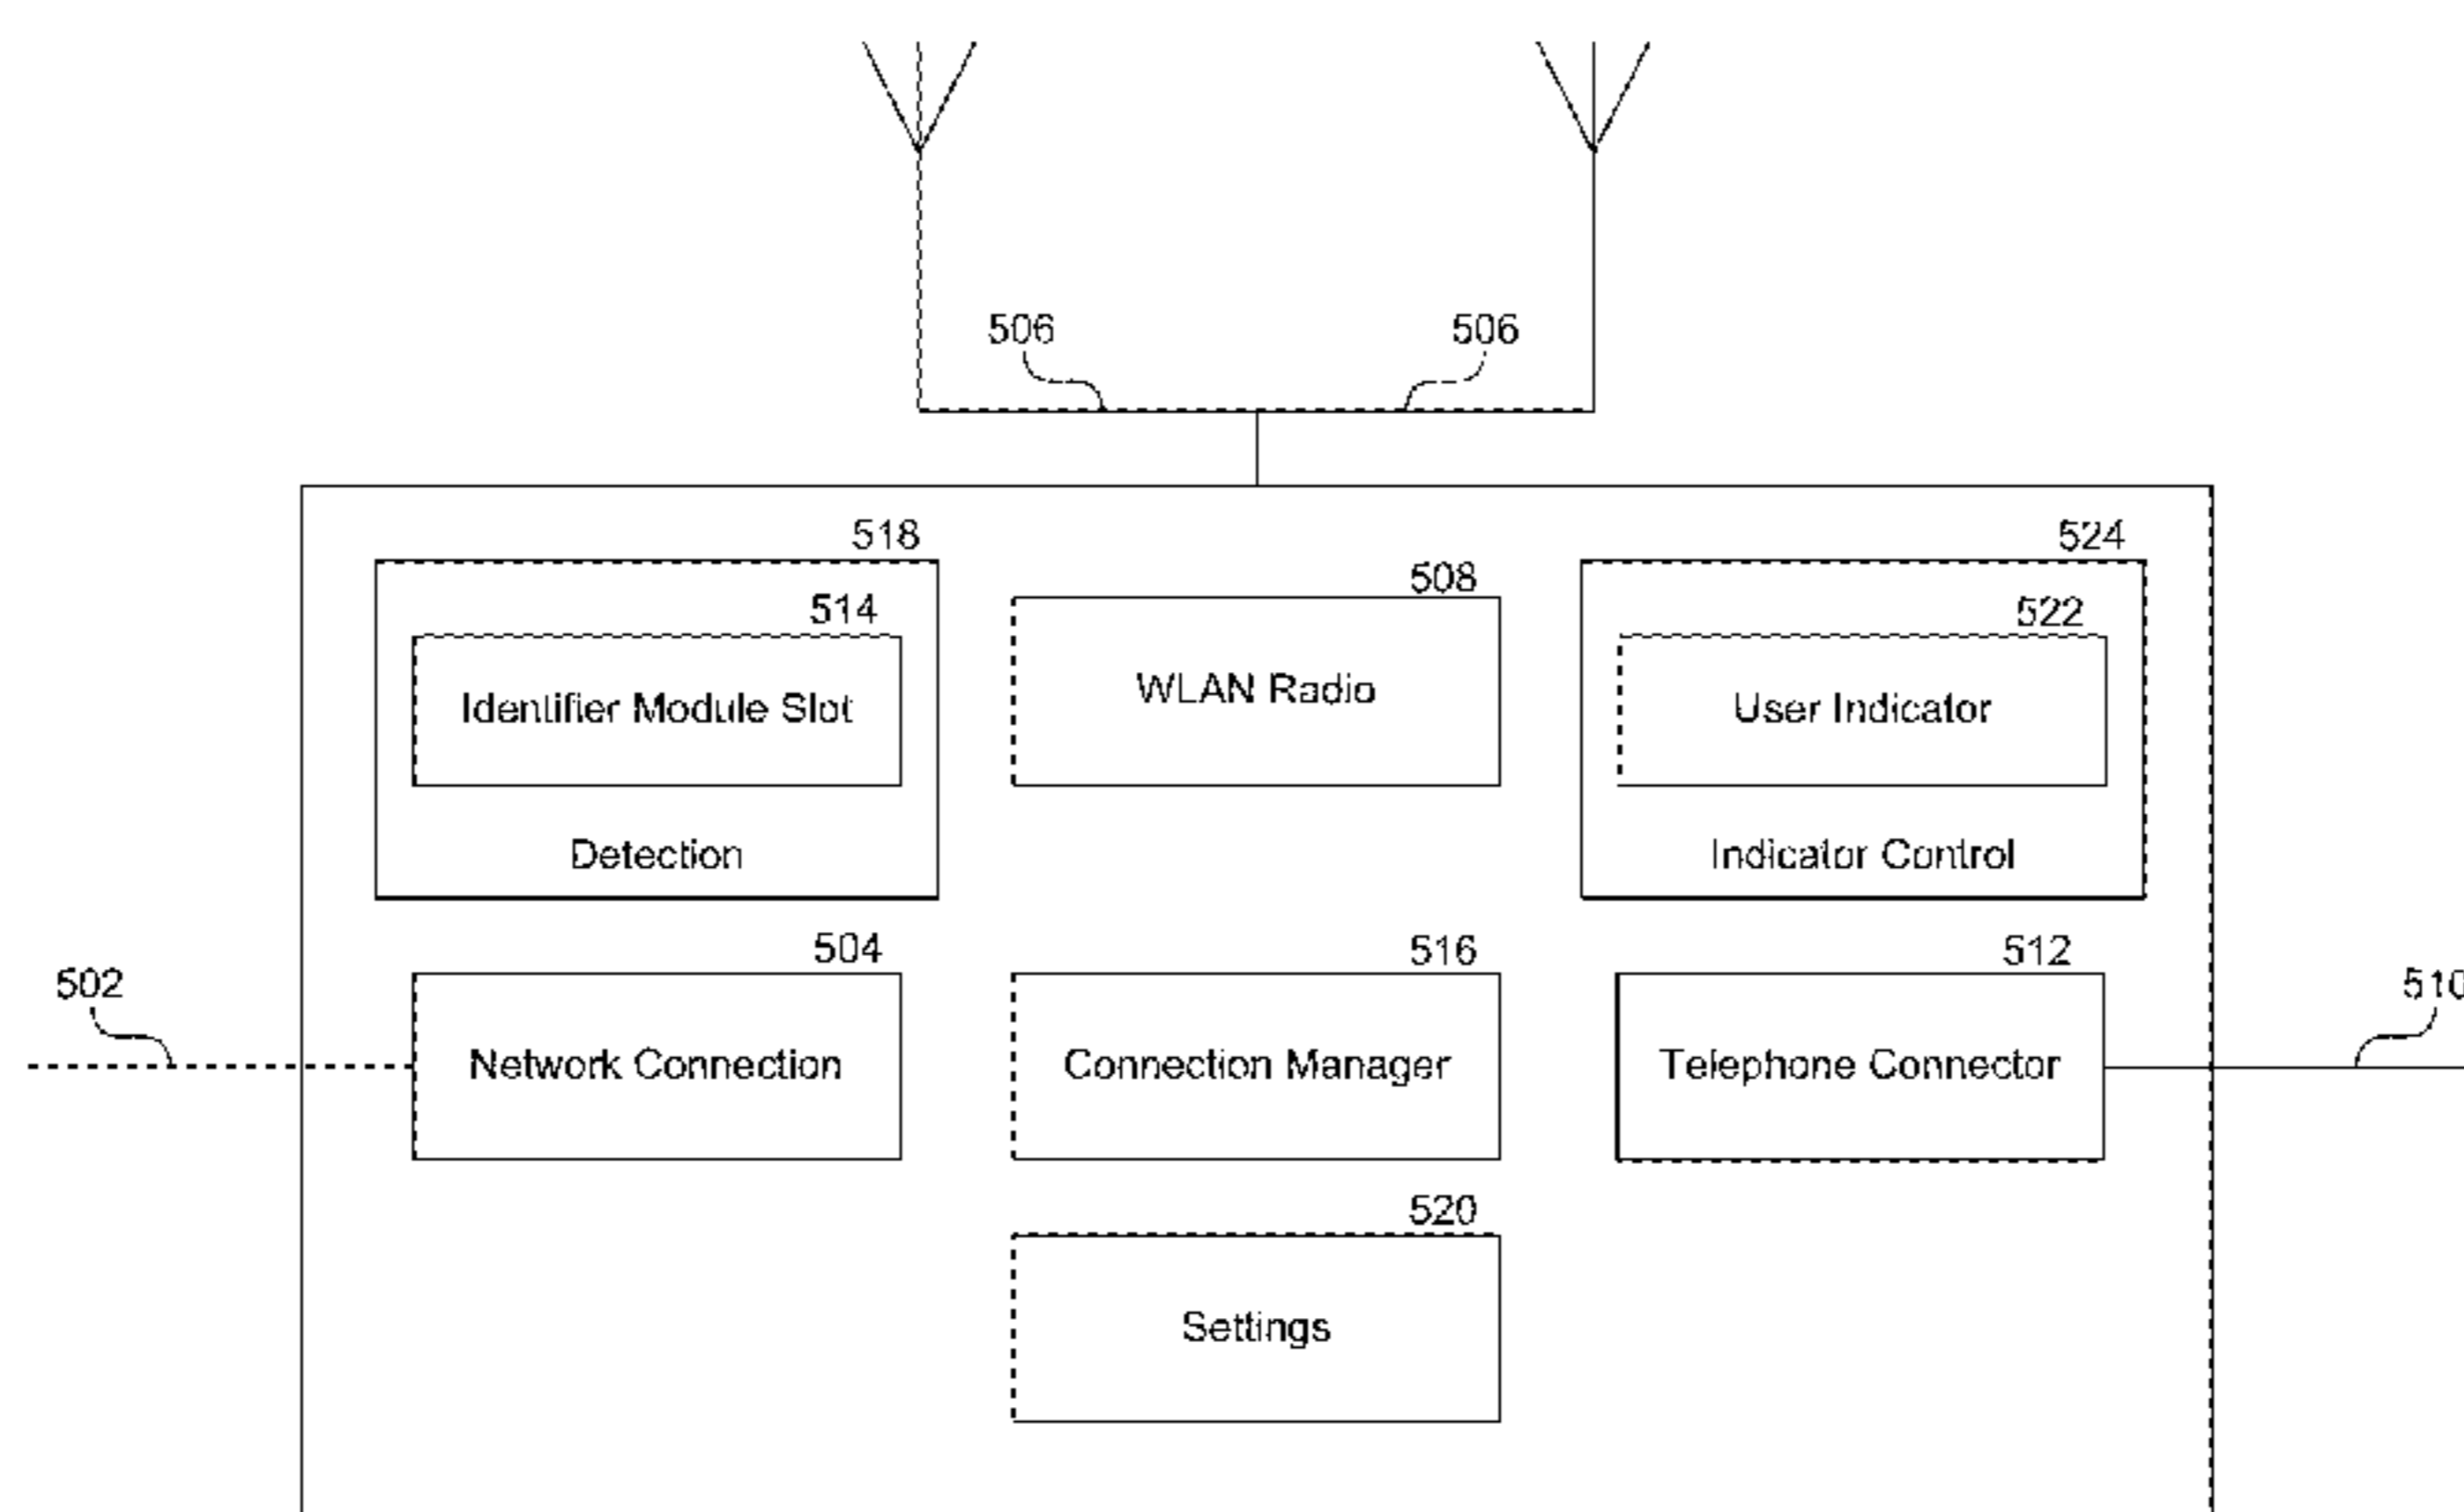 506 506
518 524
508
514 522
Identifier Module Slot WLAN Radio User Indicator
Detection Indicator Control
504 516 512
502 510
Network Connection Connection Manager Telephone Connector
520
Settings